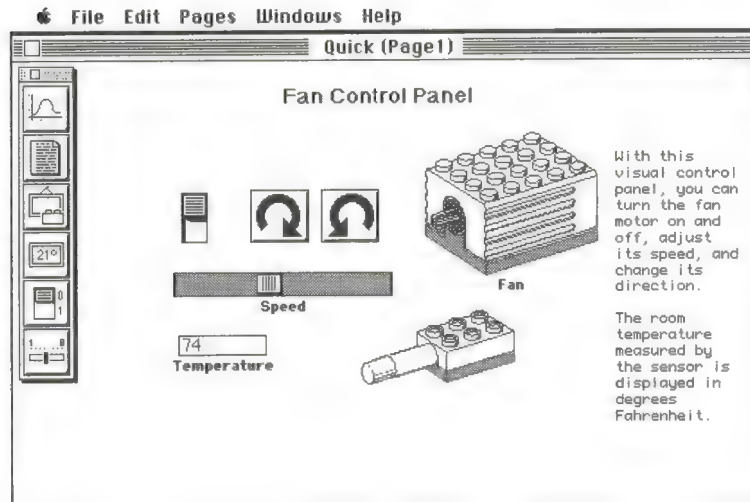 File Edit Pages Windows Help
Quick (Page1)
Fan Control Panel
21°
0
1
1 8
Speed
74
Temperature
Fan
With this
visual control
panel, you can
turn the fan
motor on and
off, adjust
its speed, and
change its
direction.
The room
temperature
measured by
the sensor is
displayed in
degrees
Fahrenheit.